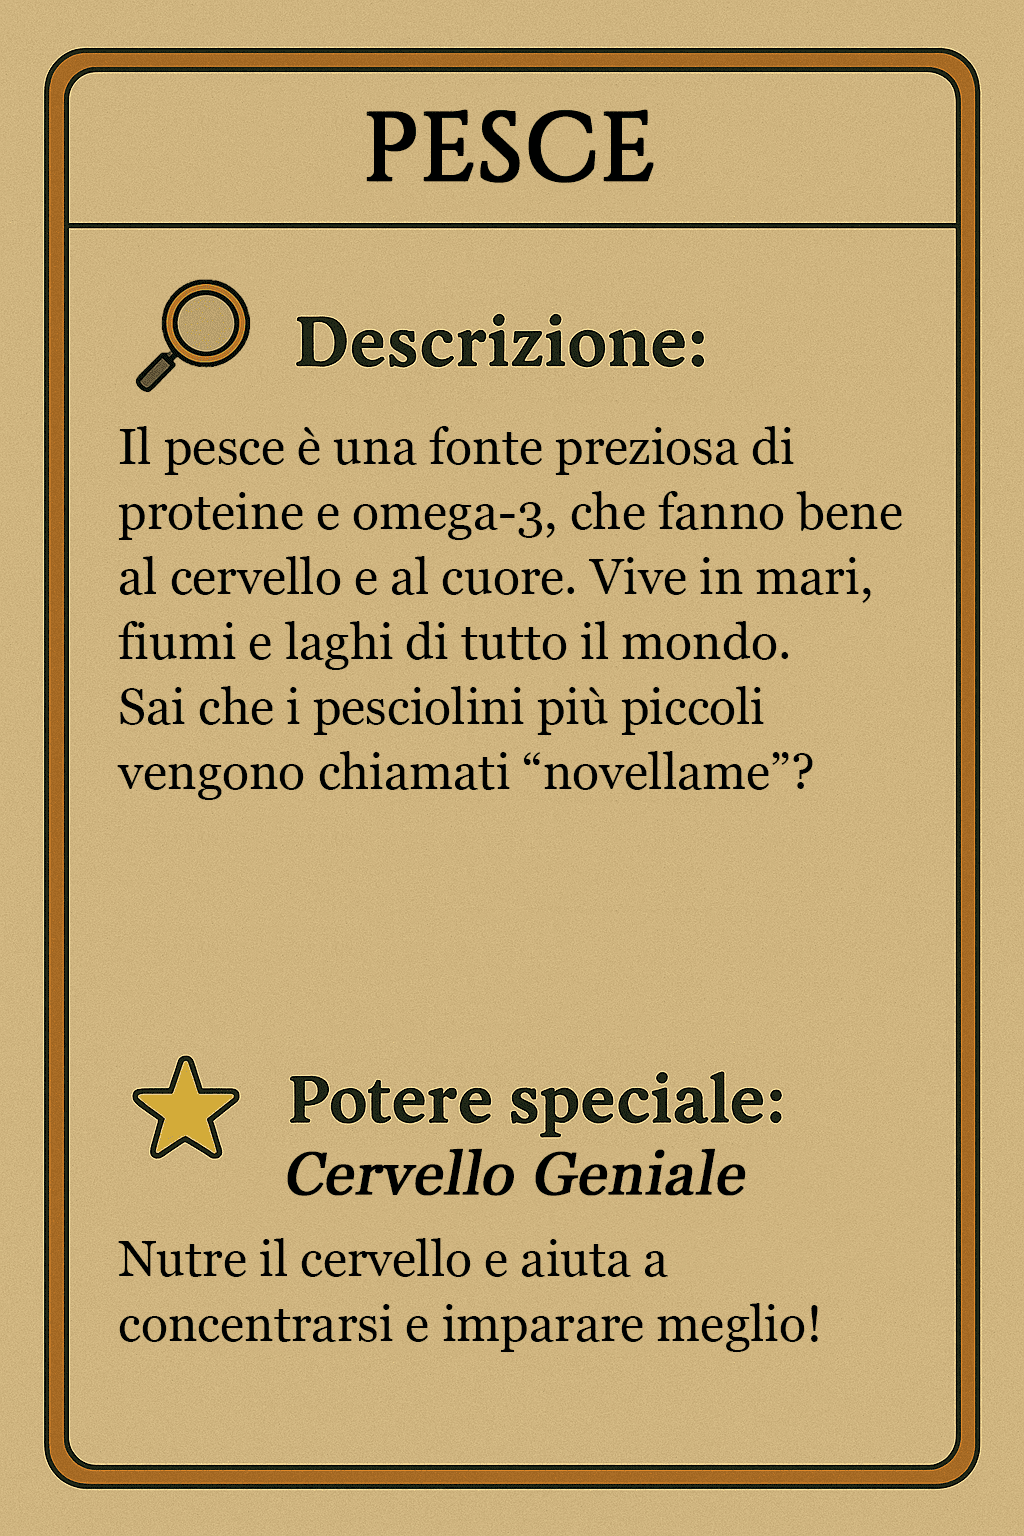 PESCE
Descrizione:
Il pesce è una fonte preziosa di
proteine e omega-3, che fanno bene
al cervello e al cuore. Vive in mari,
fiumi e laghi di tutto il mondo.
Sai che i pesciolini più piccoli
vengono chiamati “novellame”?
Potere speciale:
Cervello Geniale
Nutre il cervello e aiuta a
concentrarsi e imparare meglio!